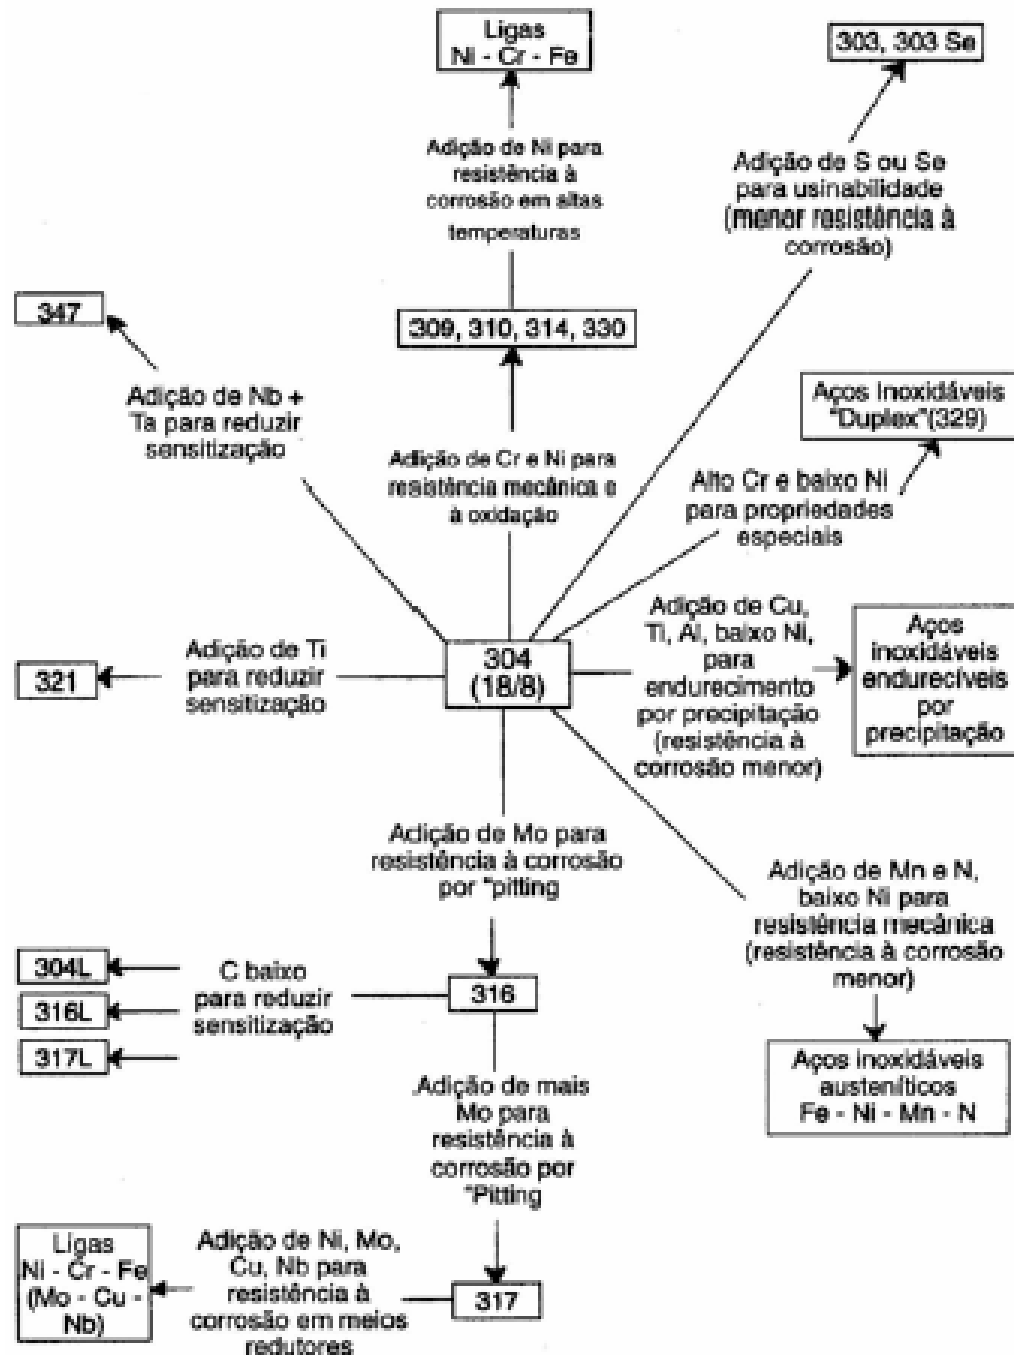 Ligas
Ni - Cr - Fe
303, 303 Se
Adição de Ni para
resistência à
corrosão em altas
temperaturas
Adição de S ou Se
para usinabilidade
(menor resistência à
corrosão)
347
309, 310, 314, 330
Adição de Nb +
Ta para reduzir
sensitização
Aços Inoxidáveis
"Duplex"(329)
Adição de Cr e Ni para
resistência mecânica e
à oxidação
Alto Cr e baixo Ni
para propriedades
especiais
Adição de Ti
para reduzir
sensitização
321
304
(18/8)
Adição de Cu,
Ti, Al, baixo Ni,
para
endurecimento
por precipitação
(resistência à
corrosão menor)
Aços
inoxidáveis
endurecíveis
por
precipitação
Adição de Mo para
resistência à corrosão
por "pitting
Adição de Mn e N,
baixo Ni para
resistência mecânica
(resistência à corrosão
menor)
304L
316L
317L
C baixo
para reduzir
sensitização
316
Aços inoxidáveis
austeníticos
Fe - Ni - Mn - N
Adição de mais
Mo para
resistência à
corrosão por
"Pitting
Ligas
Ni - Cr - Fe
(Mo - Cu -
Nb)
Adição de Ni, Mo,
Cu, Nb para
resistência à
corrosão em meios
redutores
317